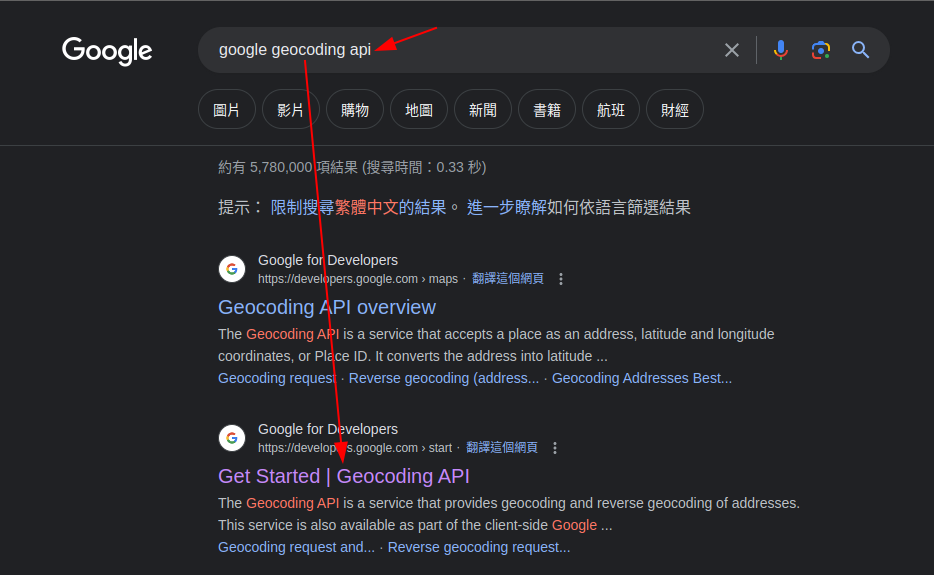 Google
google geocoding api
圖片 影片 購物 地圖 新聞 書籍 航班 財經
約有 5,780,000 項結果 (搜尋時間：0.33 秒)
提示： 限制搜尋繁體中文的結果。 進一步瞭解如何依語言篩選結果
Google for Developers
https://developers.google.com › maps · 翻譯這個網頁
Geocoding API overview
The Geocoding API is a service that accepts a place as an address, latitude and longitude
coordinates, or Place ID. It converts the address into latitude ...
Geocoding request · Reverse geocoding (address... · Geocoding Addresses Best...
Google for Developers
https://developers.google.com › start · 翻譯這個網頁
Get Started | Geocoding API
The Geocoding API is a service that provides geocoding and reverse geocoding of addresses.
This service is also available as part of the client-side Google ...
Geocoding request and... · Reverse geocoding request...